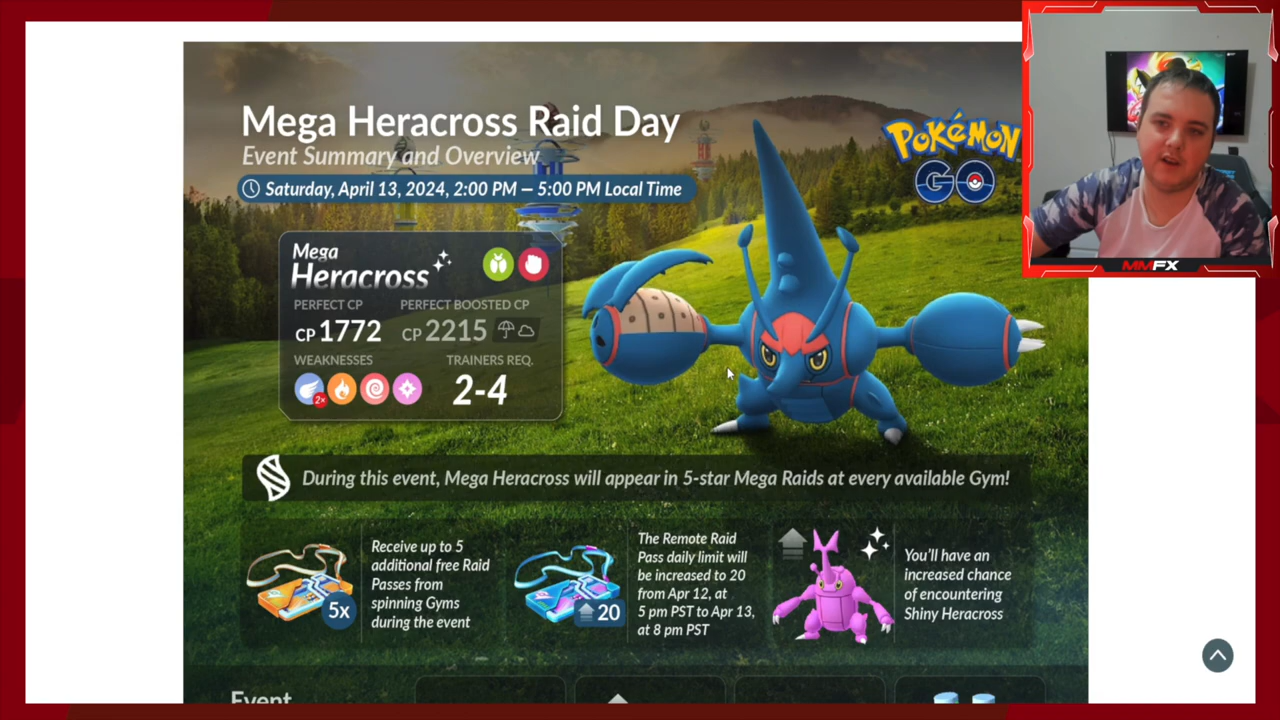 Mega Heracross Raid Day
Event Summary and Overview
Saturday, April 13, 2024, 2:00 PM — 5:00 PM Local Time
POKÉMON
GO
Mega
Heracross
PERFECT CP
PERFECT BOOSTED CP
CP 1772
CP 2215
WEAKNESSES
TRAINERS REQ.
2x
2-4
During this event, Mega Heracross will appear in 5-star Mega Raids at every available Gym!
Receive up to 5
additional free Raid
Passes from
spinning Gyms
during the event
5x
The Remote Raid
Pass daily limit will
be increased to 20
from Apr 12, at
5 pm PST to Apr 13,
at 8 pm PST
20
You'll have an
increased chance
of encountering
Shiny Heracross
Event
MMFX